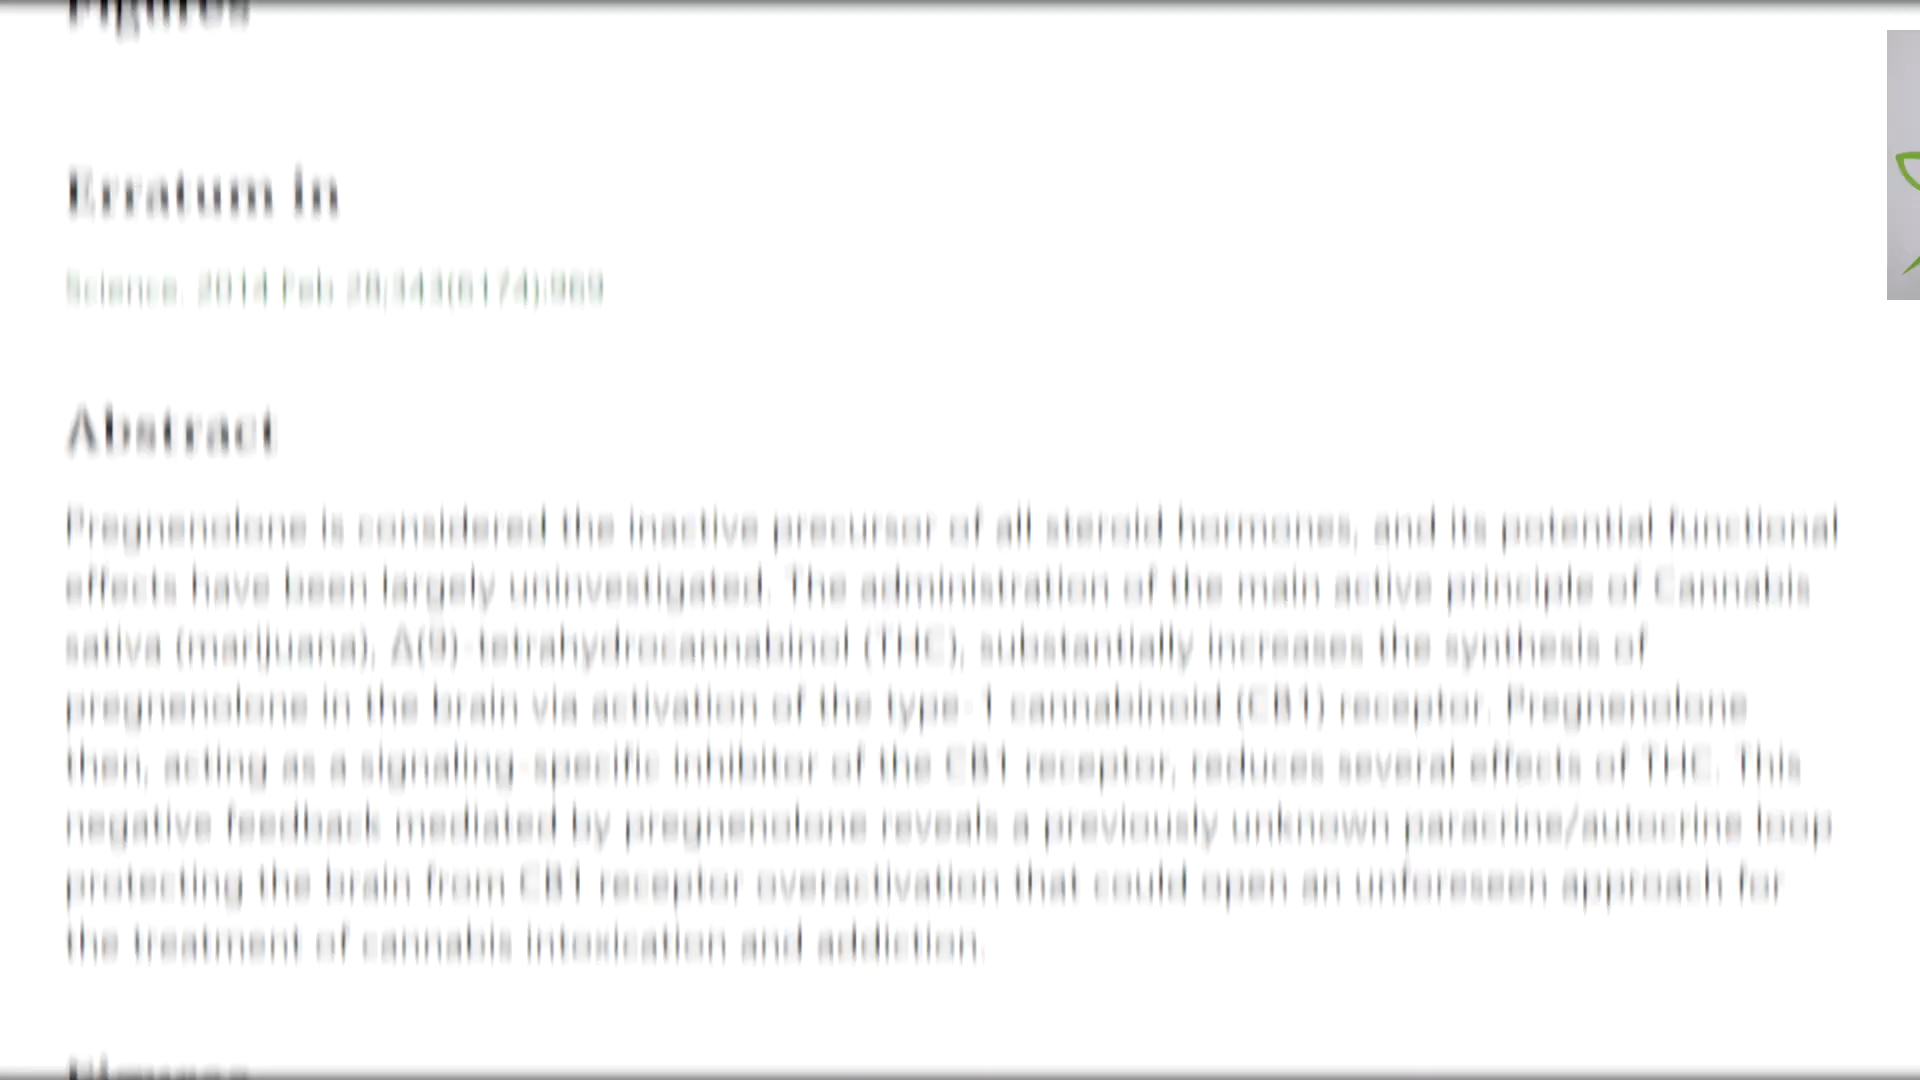 Figures
Erratum in
Science. 2014 Feb 28;343(6174):969
Abstract
Pregnenolone is considered the inactive precursor of all steroid hormones, and its potential functional
effects have been largely uninvestigated. The administration of the main active principle of Cannabis
sativa (marijuana), Δ(9)-tetrahydrocannabinol (THC), substantially increases the synthesis of
pregnenolone in the brain via activation of the type-1 cannabinoid (CB1) receptor. Pregnenolone
then, acting as a signaling-specific inhibitor of the CB1 receptor, reduces several effects of THC. This
negative feedback mediated by pregnenolone reveals a previously unknown paracrine/autocrine loop
protecting the brain from CB1 receptor overactivation that could open an unforeseen approach for
the treatment of cannabis intoxication and addiction.
Figures